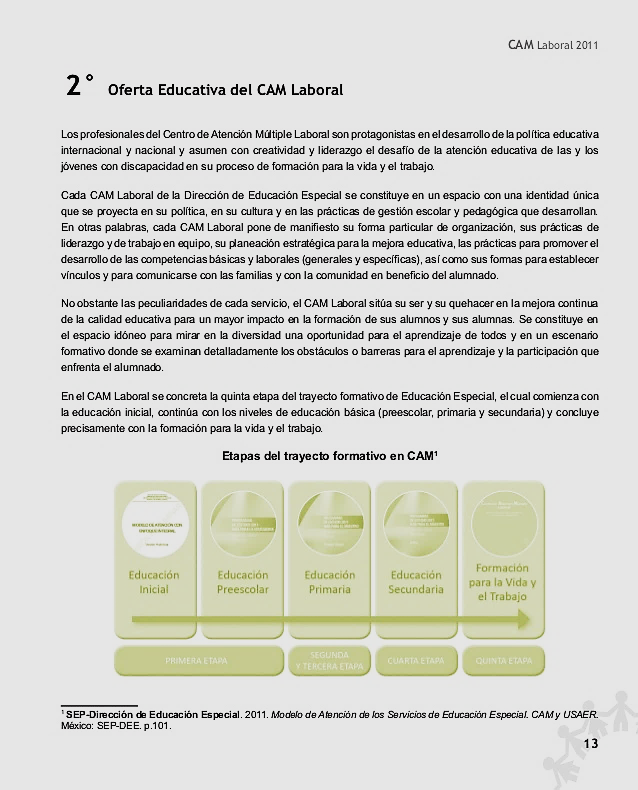 CAM Laboral 2011
2° Oferta Educativa del CAM Laboral
Los profesionales del Centro de Atención Múltiple Laboral son protagonistas en el desarrollo de la política educativa
internacional y nacional y asumen con creatividad y liderazgo el desafío de la atención educativa de las y los
jóvenes con discapacidad en su proceso de formación para la vida y el trabajo.
Cada CAM Laboral de la Dirección de Educación Especial se constituye en un espacio con una identidad única
que se proyecta en su política, en su cultura y en las prácticas de gestión escolar y pedagógica que desarrollan.
En otras palabras, cada CAM Laboral pone de manifiesto su forma particular de organización, sus prácticas de
liderazgo y de trabajo en equipo, su planeación estratégica para la mejora educativa, las prácticas para promover el
desarrollo de las competencias básicas y laborales (generales y específicas), así como sus formas para establecer
vínculos y para comunicarse con las familias y con la comunidad en beneficio del alumnado.
No obstante las peculiaridades de cada servicio, el CAM Laboral sitúa su ser y su quehacer en la mejora continua
de la calidad educativa para un mayor impacto en la formación de sus alumnos y sus alumnas. Se constituye en
el espacio idóneo para mirar en la diversidad una oportunidad para el aprendizaje de todos y en un escenario
formativo donde se examinan detalladamente los obstáculos o barreras para el aprendizaje y la participación que
enfrenta el alumnado.
En el CAM Laboral se concreta la quinta etapa del trayecto formativo de Educación Especial, el cual comienza con
la educación inicial, continúa con los niveles de educación básica (preescolar, primaria y secundaria) y concluye
precisamente con la formación para la vida y el trabajo.
Etapas del trayecto formativo en CAM¹
MODELO DE ATENCIÓN CON
ENFOQUE INTEGRAL
Educación
Inicial
Educación
Preescolar
Educación
Primaria
Educación
Secundaria
Formación
para la Vida y
el Trabajo
PRIMERA ETAPA
SEGUNDA
Y TERCERA ETAPA
CUARTA ETAPA
QUINTA ETAPA
¹ SEP-Dirección de Educación Especial. 2011. Modelo de Atención de los Servicios de Educación Especial. CAM y USAER.
México: SEP-DEE. p.101.
13